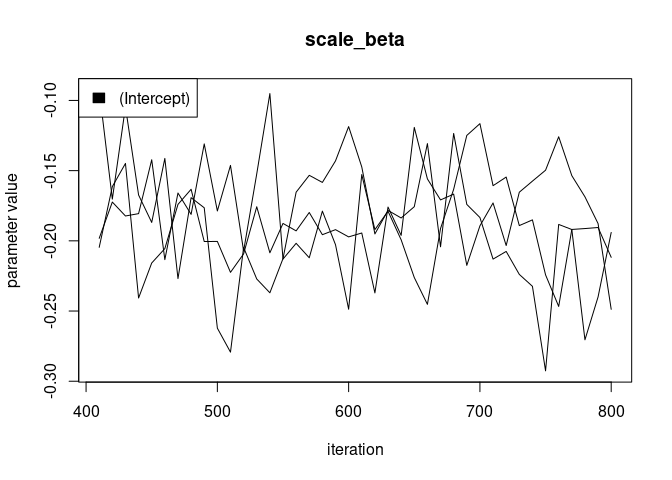 scale_beta
(Intercept)
parameter value
-0.10
-0.15
-0.20
-0.25
-0.30
400 500 600 700 800
iteration